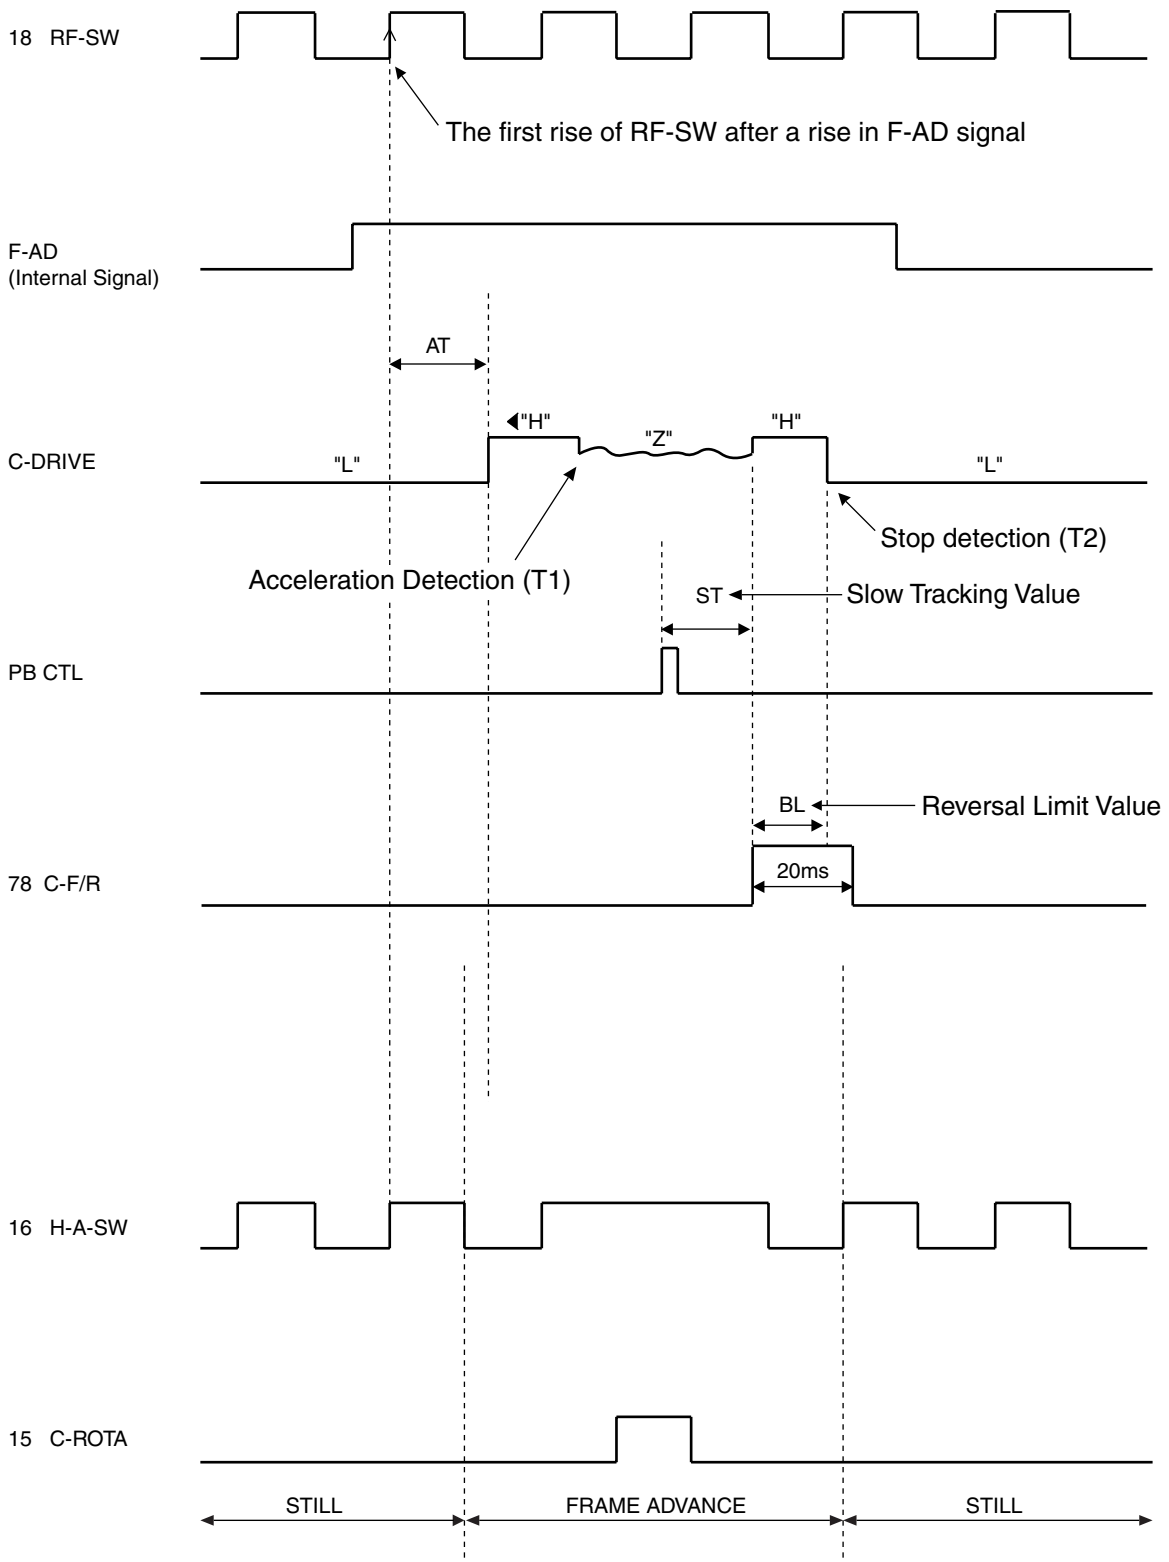 18 RF-SW
The first rise of RF-SW after a rise in F-AD signal
F-AD
(Internal Signal)
AT
"H"
"Z"
"H"
C-DRIVE
"L"
"L"
Stop detection (T2)
Acceleration Detection (T1)
ST
Slow Tracking Value
PB CTL
BL
Reversal Limit Value
78 C-F/R
20ms
16 H-A-SW
15 C-ROTA
STILL
FRAME ADVANCE
STILL